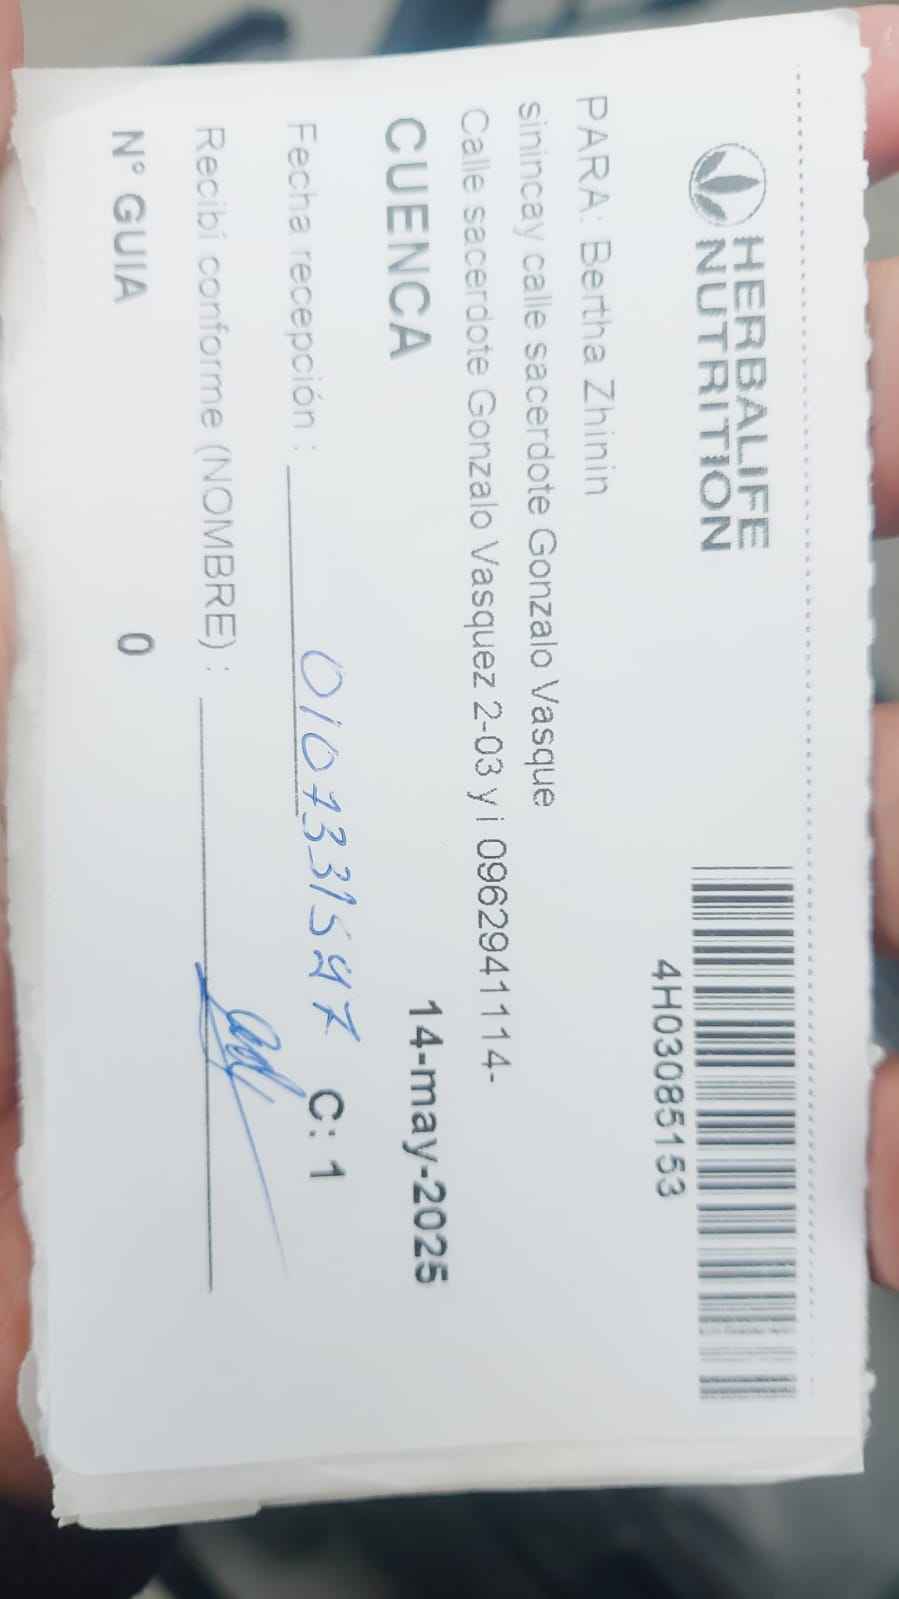 HERBALIFE
NUTRITION
4H03085153
PARA: Bertha Zhinin
sinincay calle sacerdote Gonzalo Vasque
Calle sacerdote Gonzalo Vasquez 2-03 y i 0962941114-
CUENCA 14-may-2025
Fecha recepción : 0107331547 C: 1
Recibi conforme (NOMBRE) :
N° GUIA 0